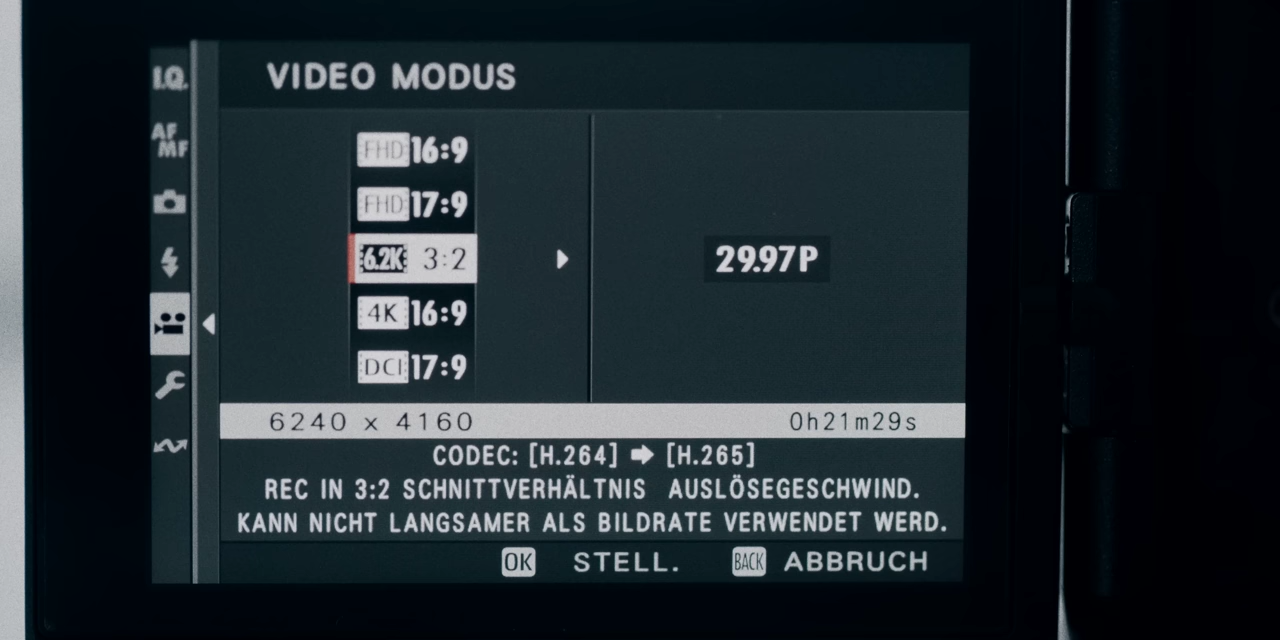 I.Q.
VIDEO MODUS
AF
MF
FHD 16:9
FHD 17:9
6.2K 3:2
29.97P
4K 16:9
DCI 17:9
6240 x 4160 0h21m29s
CODEC: [H.264] ➡ [H.265]
REC IN 3:2 SCHNITTVERHÄLTNIS AUSLÖSEGESCHWIND.
KANN NICHT LANGSAMER ALS BILDRATE VERWENDET WERD.
OK STELL. BACK ABBRUCH